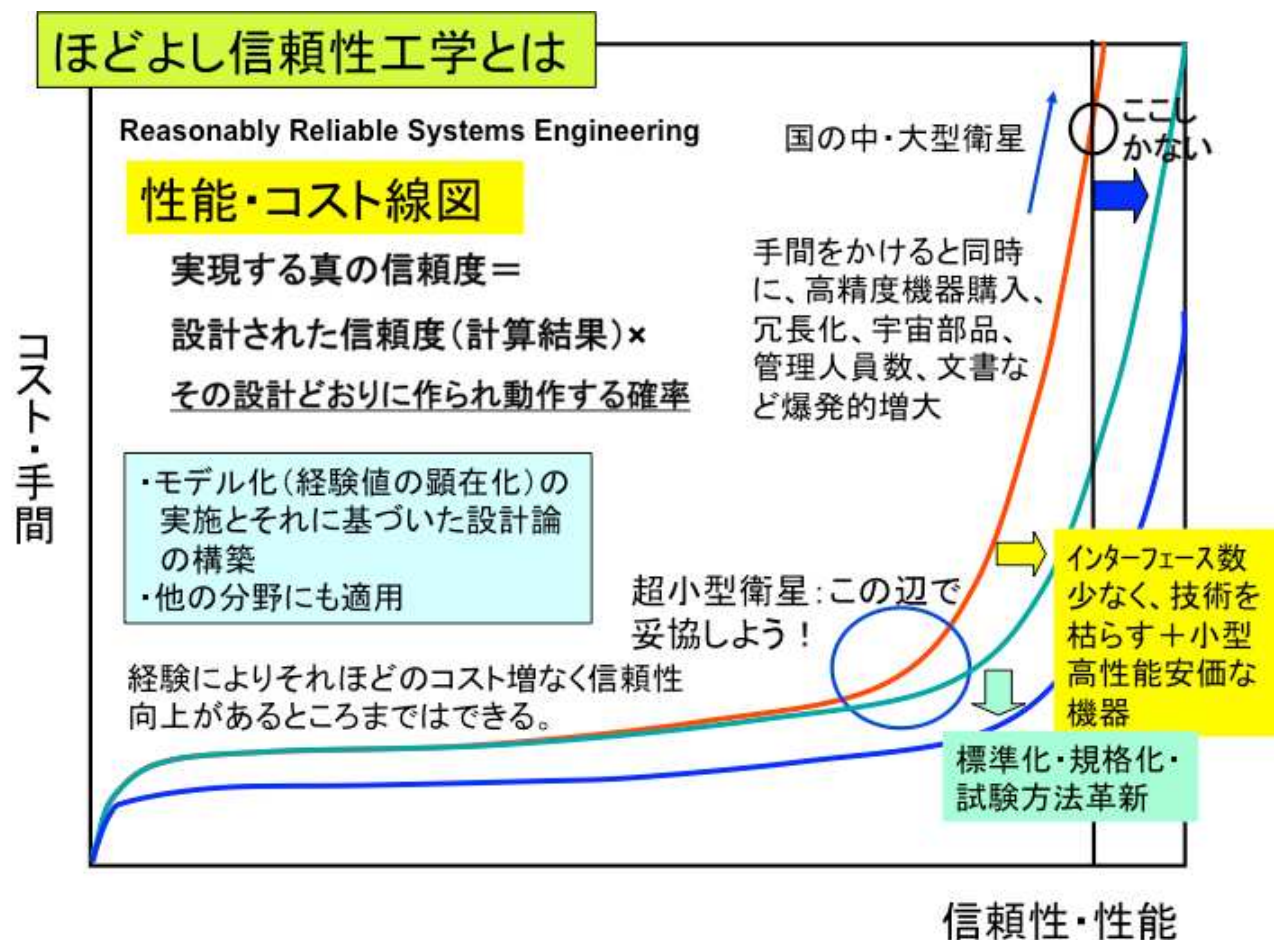 ほどよし信頼性工学とは
Reasonably Reliable Systems Engineering
性能・コスト線図
実現する真の信頼度＝
設計された信頼度(計算結果)×
その設計どおりに作られ動作する確率
・モデル化(経験値の顕在化)の
実施とそれに基づいた設計論
の構築
・他の分野にも適用
経験によりそれほどのコスト増なく信頼性
向上があるところまではできる。
国の中・大型衛星
ここし
かない
手間をかけると同時
に、高精度機器購入、
冗長化、宇宙部品、
管理人員数、文書な
ど爆発的増大
超小型衛星：この辺で
妥協しよう！
インターフェース数
少なく、技術を
枯らす＋小型
高性能安価な
機器
標準化・規格化・
試験方法革新
コスト・手間
信頼性・性能